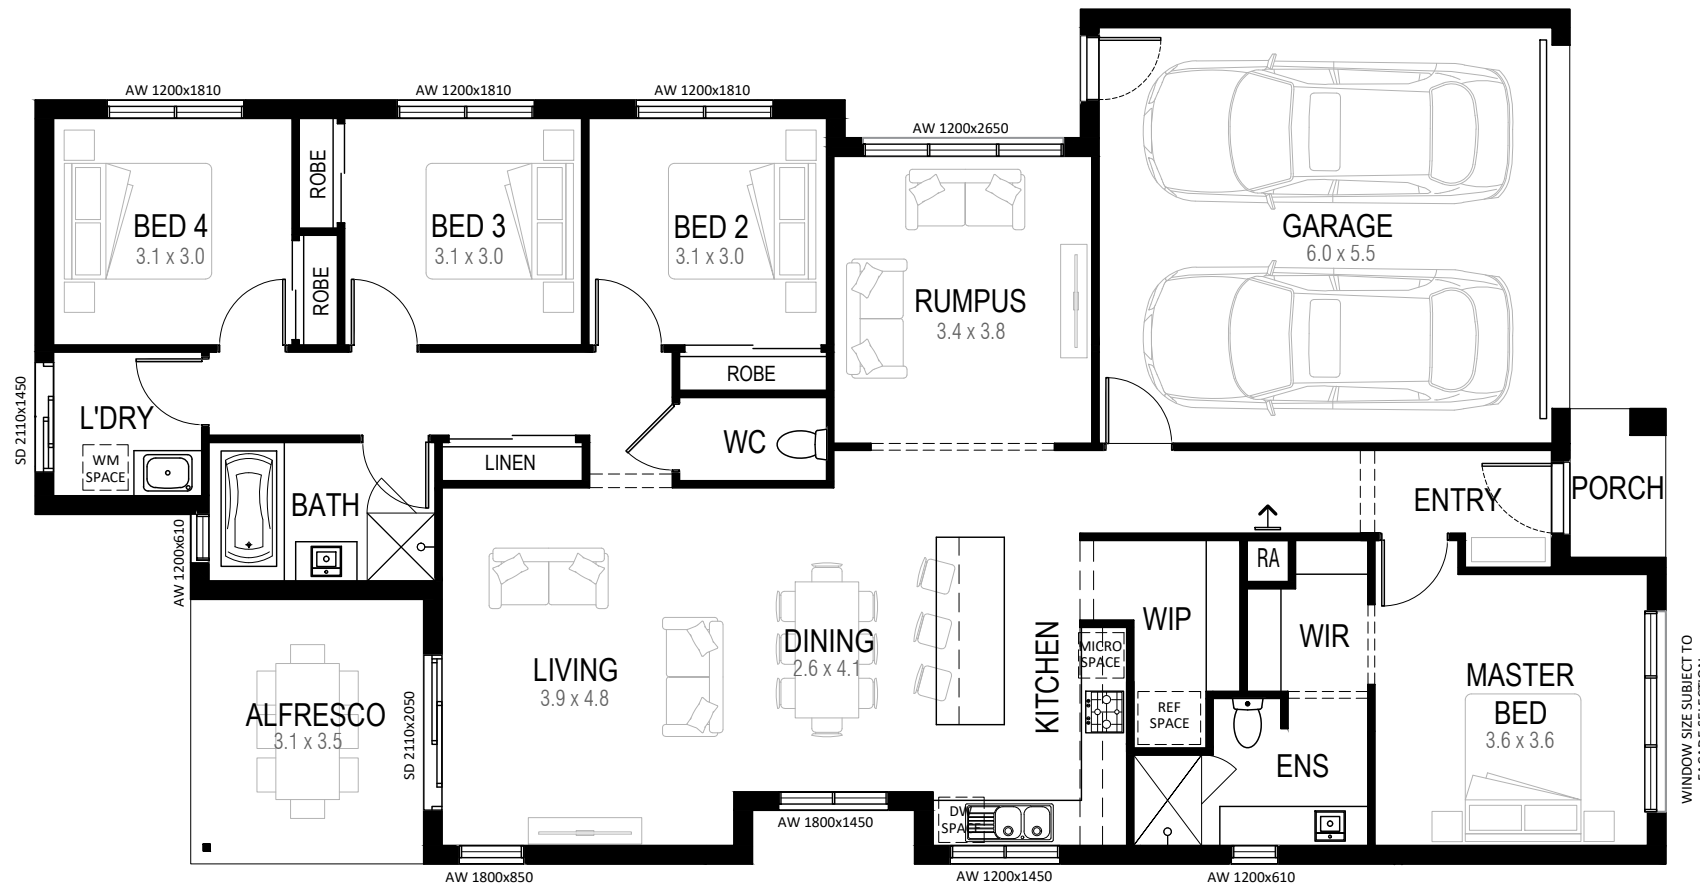 AW 1200x1810
AW 1200x1810
AW 1200x1810
AW 1200x2650
ROBE
BED 4
3.1 x 3.0
BED 3
3.1 x 3.0
BED 2
3.1 x 3.0
GARAGE
6.0 x 5.5
ROBE
RUMPUS
3.4 x 3.8
ROBE
SD 2110x1450
L'DRY
WM
SPACE
WC
LINEN
BATH
ENTRY
PORCH
AW 1200x610
RA
WIP
WIR
MICRO
SPACE
KITCHEN
DINING
2.6 x 4.1
LIVING
3.9 x 4.8
MASTER
BED
3.6 x 3.6
WINDOW SIZE SUBJECT TO
REF
SPACE
ALFRESCO
3.1 x 3.5
SD 2110x2050
ENS
AW 1800x1450
AW 1800x850
AW 1200x1450
AW 1200x610